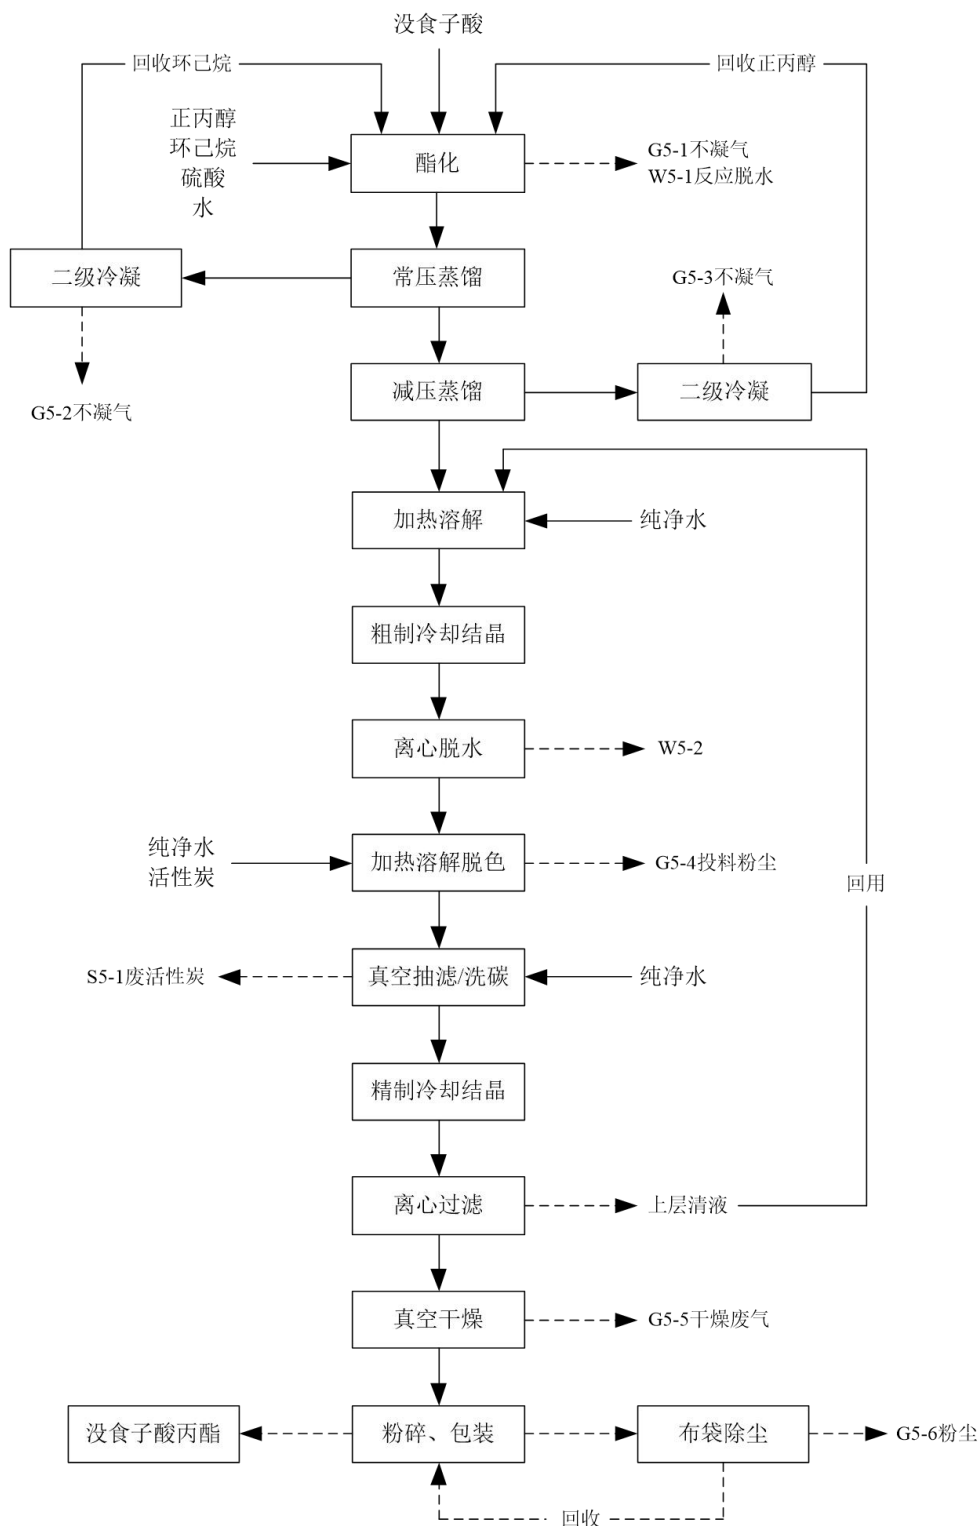 没食子酸
回收环己烷
回收正丙醇
正丙醇
环己烷
硫酸
水
酯化
G5-1不凝气
W5-1反应脱水
二级冷凝
常压蒸馏
G5-3不凝气
减压蒸馏
二级冷凝
G5-2不凝气
加热溶解
纯净水
粗制冷却结晶
离心脱水
W5-2
纯净水
活性炭
加热溶解脱色
G5-4投料粉尘
回用
S5-1废活性炭
真空抽滤/洗碳
纯净水
精制冷却结晶
离心过滤
上层清液
真空干燥
G5-5干燥废气
没食子酸丙酯
粉碎、包装
布袋除尘
G5-6粉尘
回收